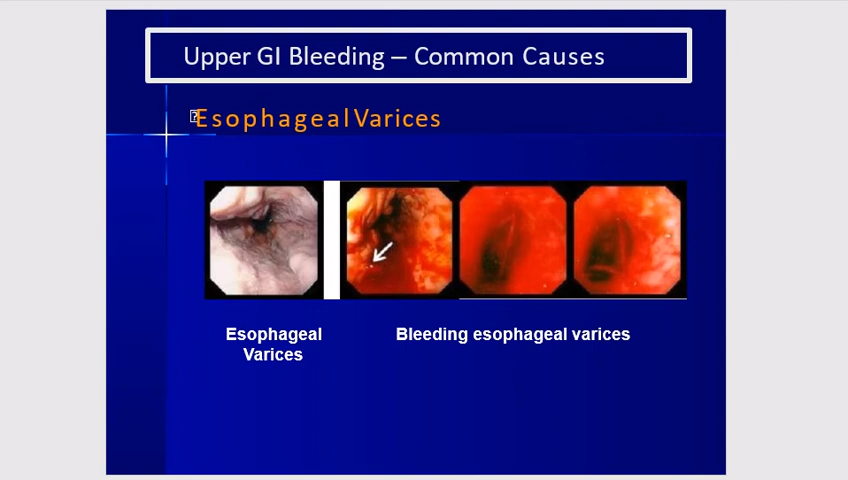 Upper GI Bleeding – Common Causes
Esophageal Varices
Esophageal
Varices
Bleeding esophageal varices